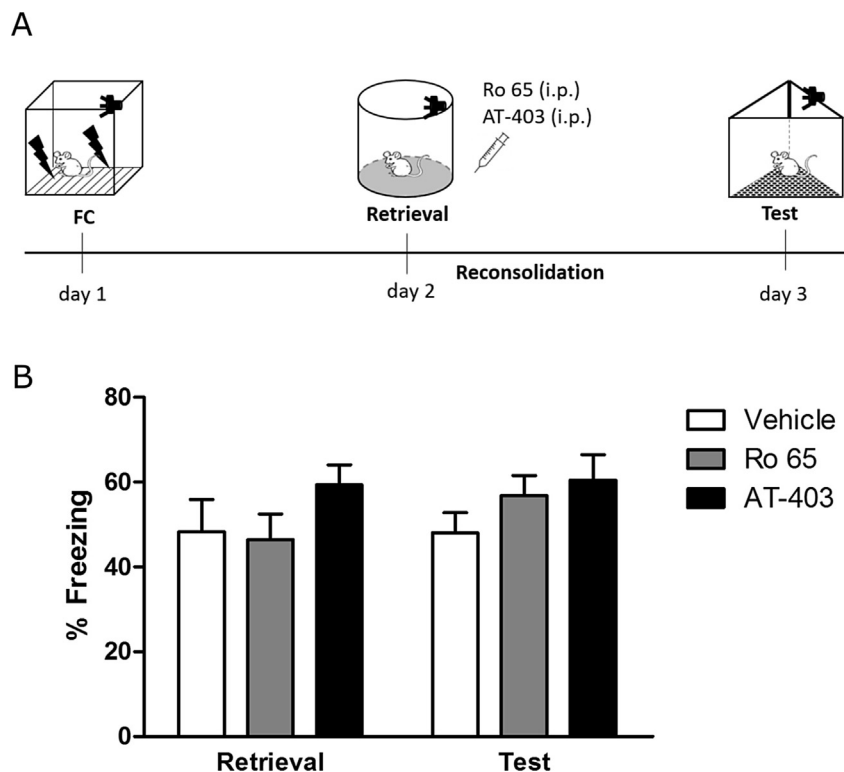 A
Ro 65 (i.p.)
AT-403 (i.p.)
FC
Retrieval
Test
Reconsolidation
day 1
day 2
day 3
B
% Freezing
80
60
40
20
0
Retrieval
Test
Vehicle
Ro 65
AT-403